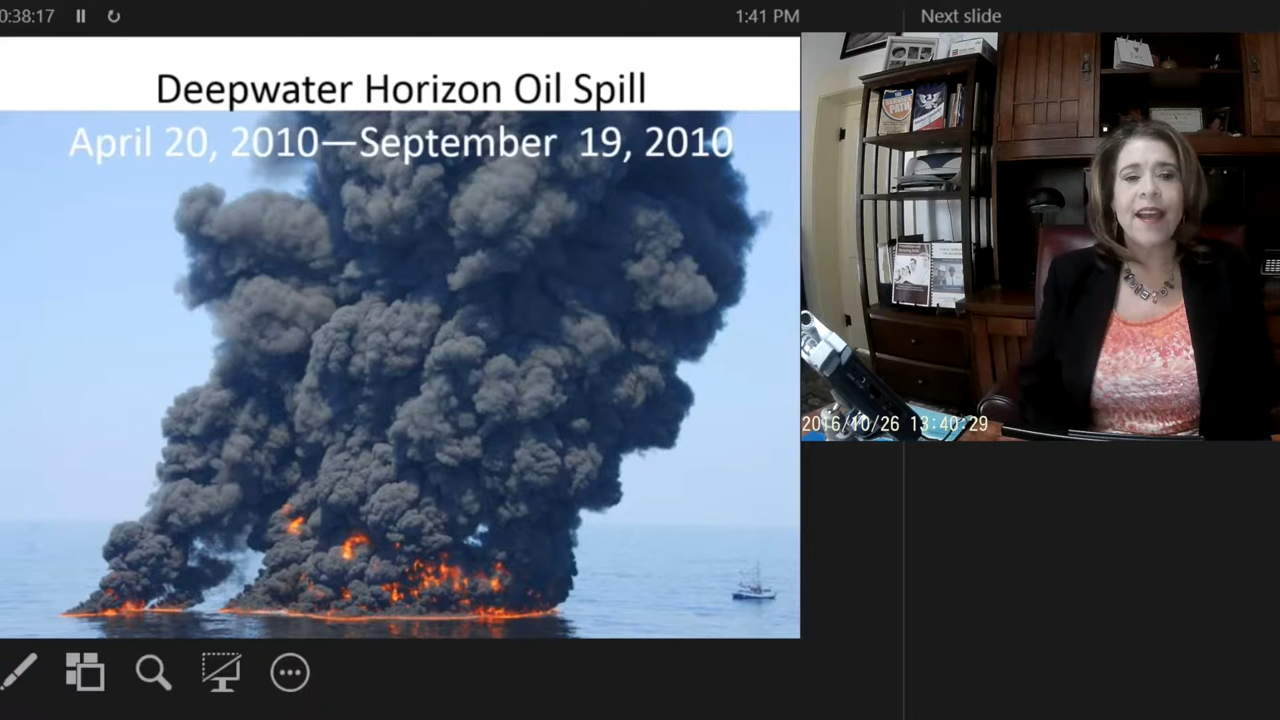 0:38:17
1:41 PM
Next slide
Deepwater Horizon Oil Spill
April 20, 2010—September 19, 2010
PATH
2016/10/26 13:40:29